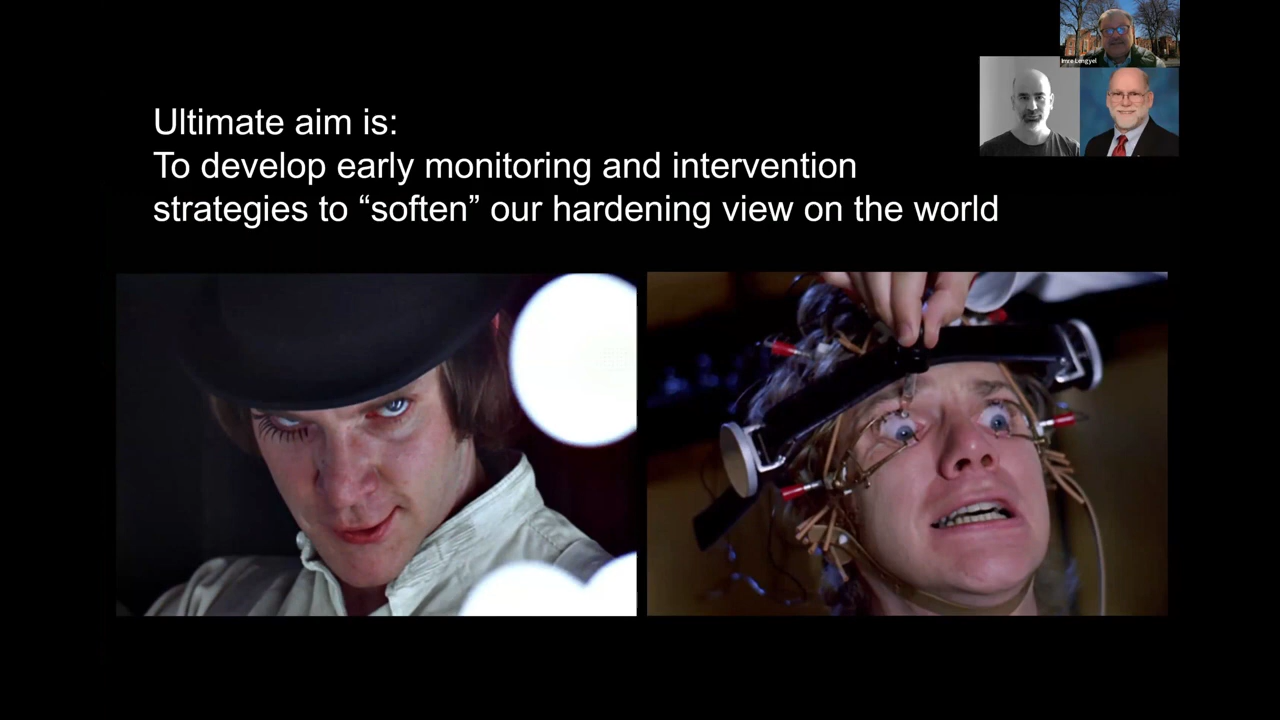 Imre Lengyel
Ultimate aim is:
To develop early monitoring and intervention
strategies to “soften” our hardening view on the world